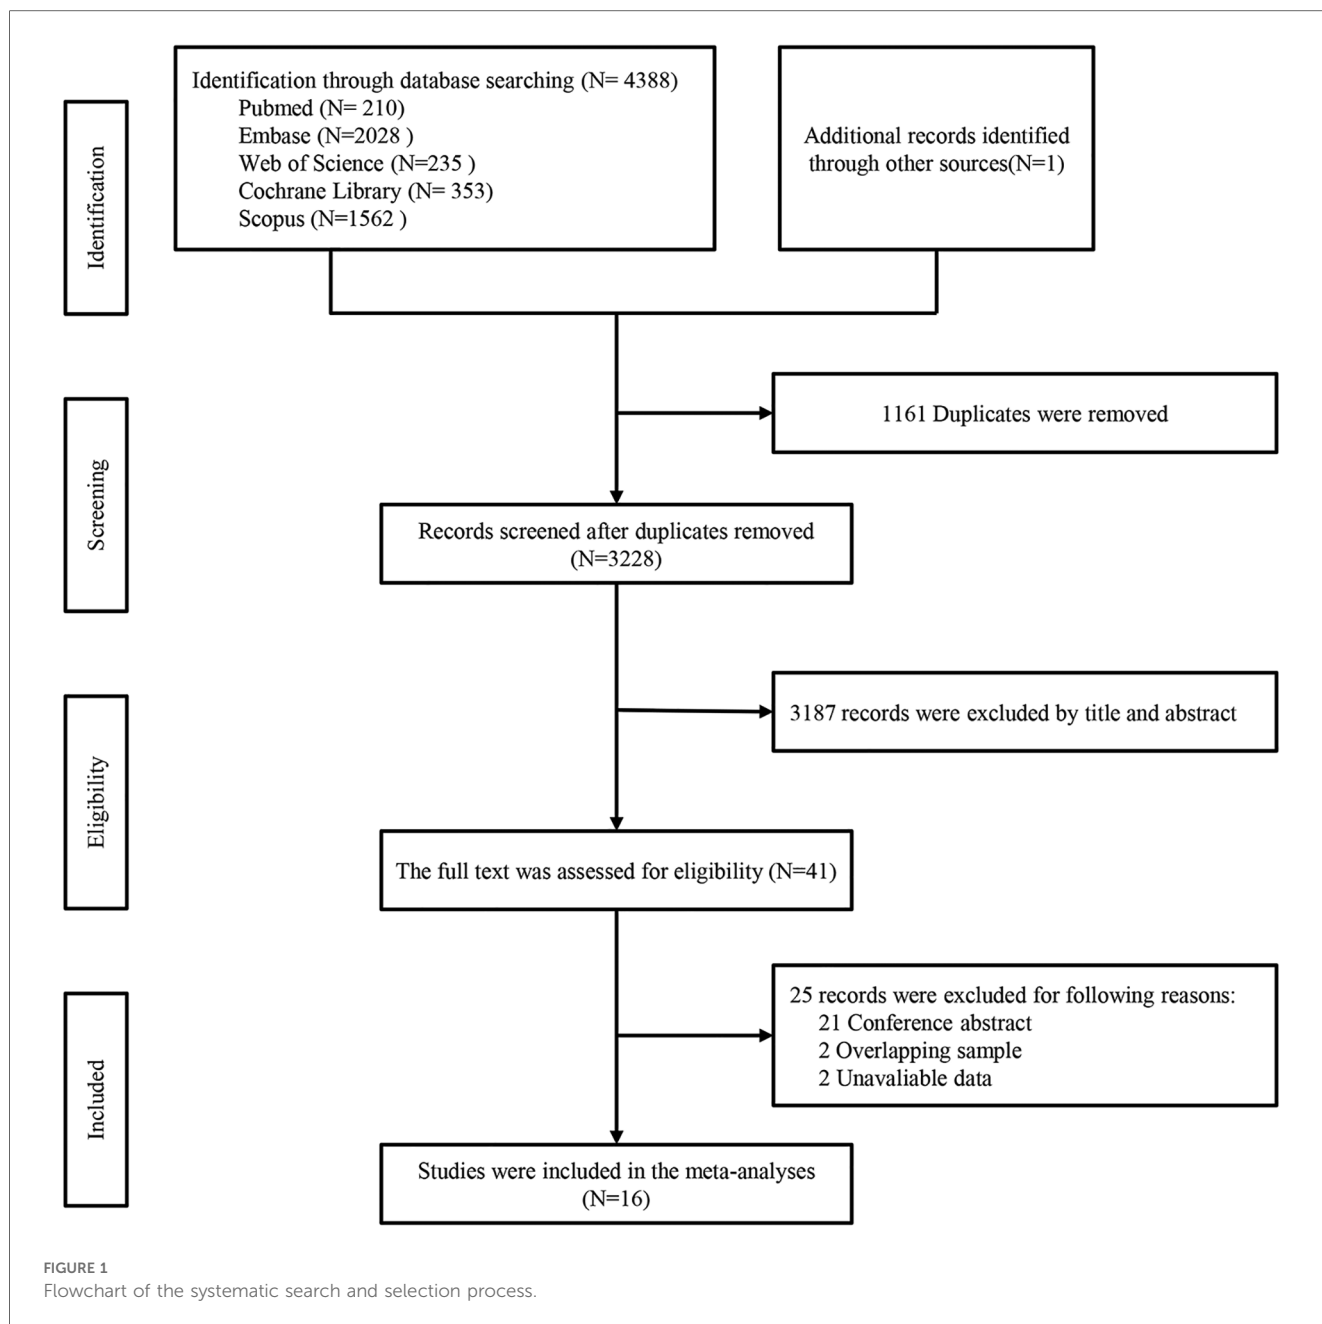 Identification
Identification through database searching (N= 4388)
Pubmed (N= 210)
Embase (N=2028 )
Web of Science (N=235 )
Cochrane Library (N= 353)
Scopus (N=1562 )
Additional records identified
through other sources(N=1)
Screening
1161 Duplicates were removed
Records screened after duplicates removed
(N=3228)
Eligibility
3187 records were excluded by title and abstract
The full text was assessed for eligibility (N=41)
Included
25 records were excluded for following reasons:
21 Conference abstract
2 Overlapping sample
2 Unavaliable data
Studies were included in the meta-analyses
(N=16)
FIGURE 1
Flowchart of the systematic search and selection process.